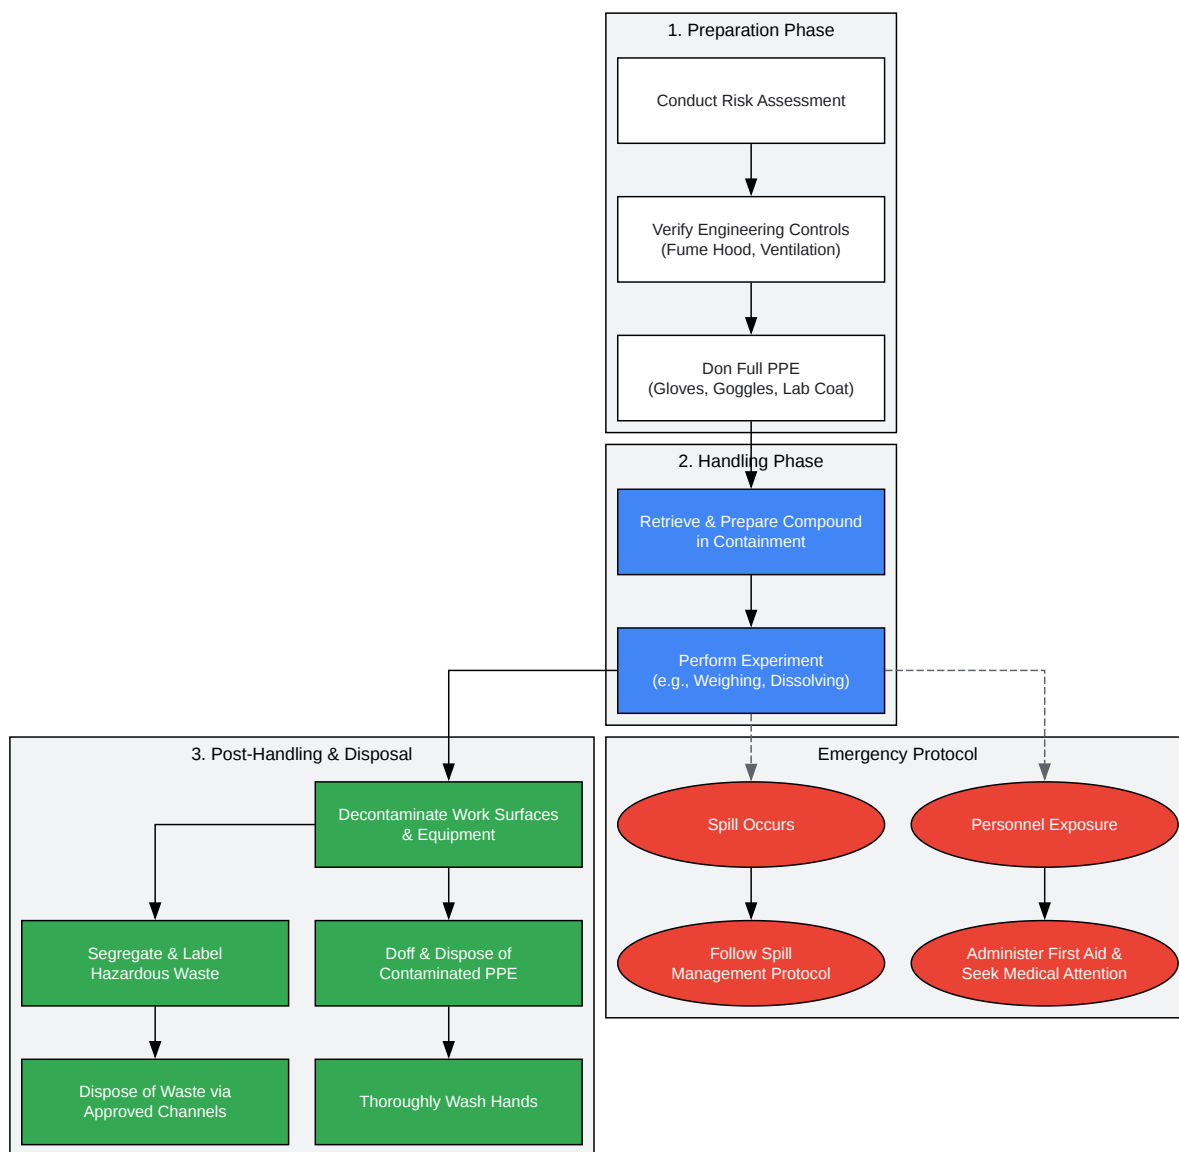 1. Preparation Phase
Conduct Risk Assessment
Verify Engineering Controls
(Fume Hood, Ventilation)
Don Full PPE
(Gloves, Goggles, Lab Coat)
2. Handling Phase
Retrieve & Prepare Compound
in Containment
Perform Experiment
(e.g., Weighing, Dissolving)
3. Post-Handling & Disposal
Decontaminate Work Surfaces
& Equipment
Segregate & Label
Hazardous Waste
Doff & Dispose of
Contaminated PPE
Dispose of Waste via
Approved Channels
Thoroughly Wash Hands
Emergency Protocol
Spill Occurs
Personnel Exposure
Follow Spill
Management Protocol
Administer First Aid &
Seek Medical Attention